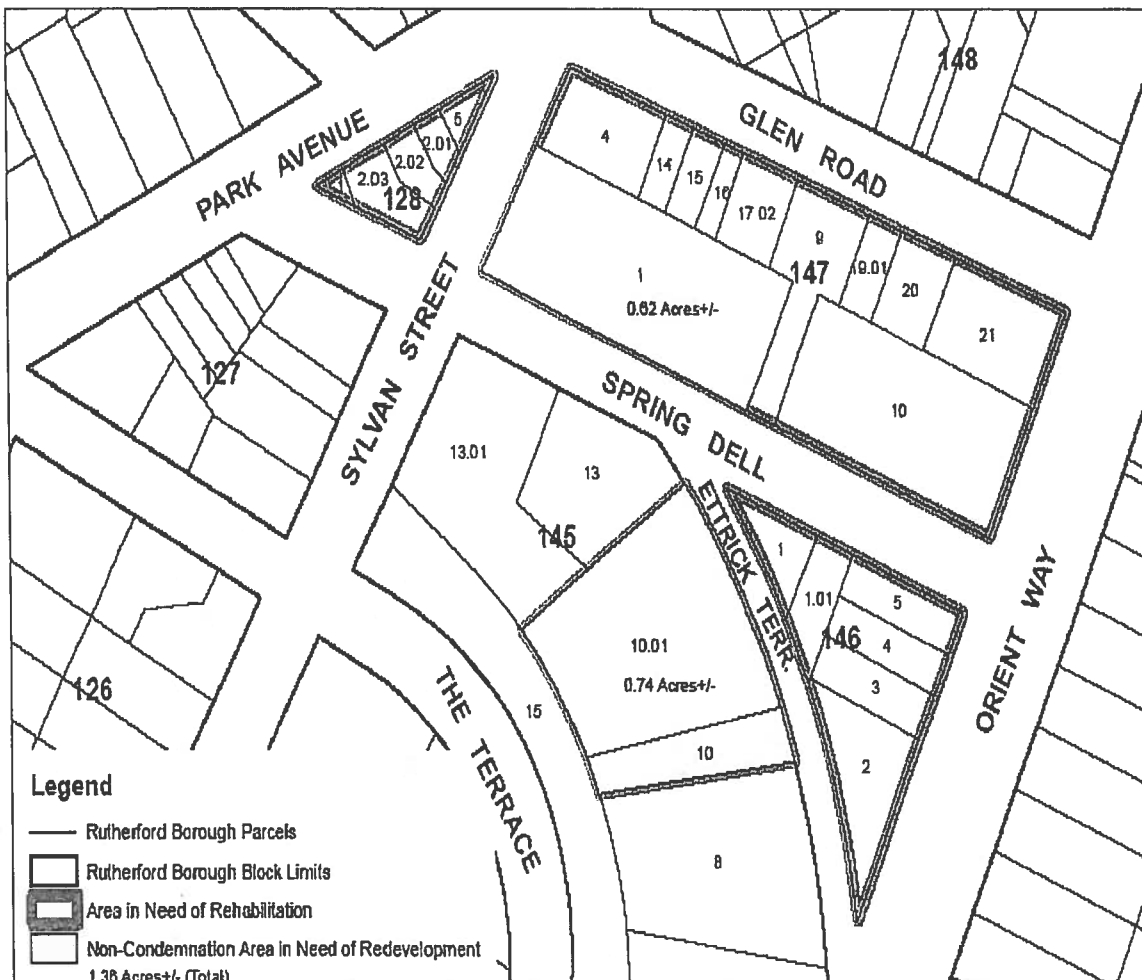 148
GLEN ROAD
PARK AVENUE
5
2.01
2.02
2.03
128
4
14
15
16
17.02
9
147
19.01
20
21
1
0.62 Acres+/-
10
127
SYLVAN STREET
SPRING DELL
13.01
13
145
ETTRICK TERR.
1
1.01
5
146
4
3
2
ORIENT WAY
10.01
0.74 Acres+/-
126
THE TERRACE
15
10
8
Legend
Rutherford Borough Parcels
Rutherford Borough Block Limits
Area in Need of Rehabilitation
Non-Condemnation Area in Need of Redevelopment
1.36 Acres+/- (Total)